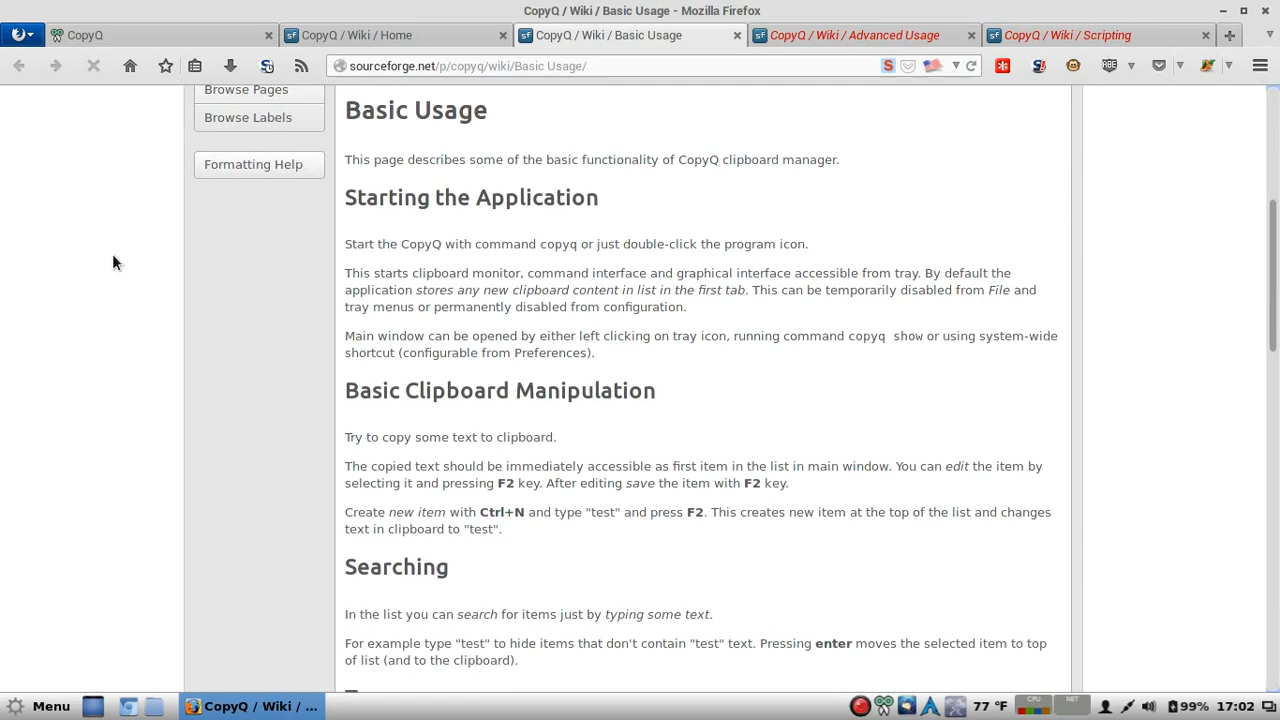 CopyQ / Wiki / Basic Usage - Mozilla Firefox
CopyQ
CopyQ / Wiki / Home
CopyQ / Wiki / Basic Usage
CopyQ / Wiki / Advanced Usage
CopyQ / Wiki / Scripting
sourceforge.net/p/copyq/wiki/Basic Usage/
Browse Pages
Browse Labels
Formatting Help
Basic Usage
This page describes some of the basic functionality of CopyQ clipboard manager.
Starting the Application
Start the CopyQ with command copyq or just double-click the program icon.
This starts clipboard monitor, command interface and graphical interface accessible from tray. By default the
application stores any new clipboard content in list in the first tab. This can be temporarily disabled from File and
tray menus or permanently disabled from configuration.
Main window can be opened by either left clicking on tray icon, running command copyq show or using system-wide
shortcut (configurable from Preferences).
Basic Clipboard Manipulation
Try to copy some text to clipboard.
The copied text should be immediately accessible as first item in the list in main window. You can edit the item by
selecting it and pressing F2 key. After editing save the item with F2 key.
Create new item with Ctrl+N and type "test" and press F2. This creates new item at the top of the list and changes
text in clipboard to "test".
Searching
In the list you can search for items just by typing some text.
For example type "test" to hide items that don't contain "test" text. Pressing enter moves the selected item to top
of list (and to the clipboard).
Menu
CopyQ / Wiki / ...
77 °F
CPU
NET
99%
17:02